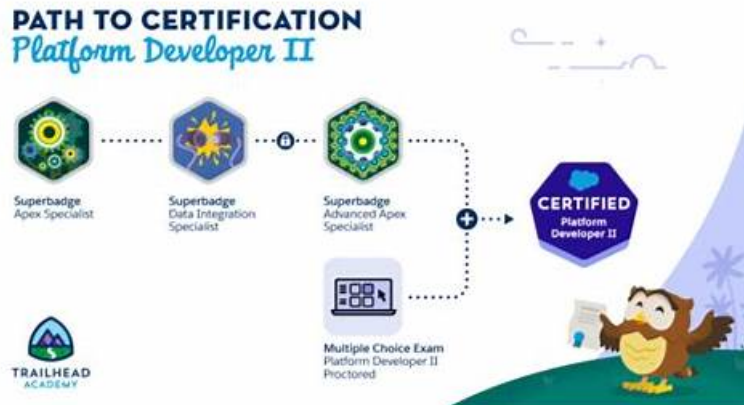 PATH TO CERTIFICATION
Platform Developer II
Superbadge
Apex Specialist
Superbadge
Data Integration
Specialist
Superbadge
Advanced Apex
Specialist
CERTIFIED
Platform
Developer II
Multiple Choice Exam
Platform Developer II
Proctored
TRAILHEAD
ACADEMY